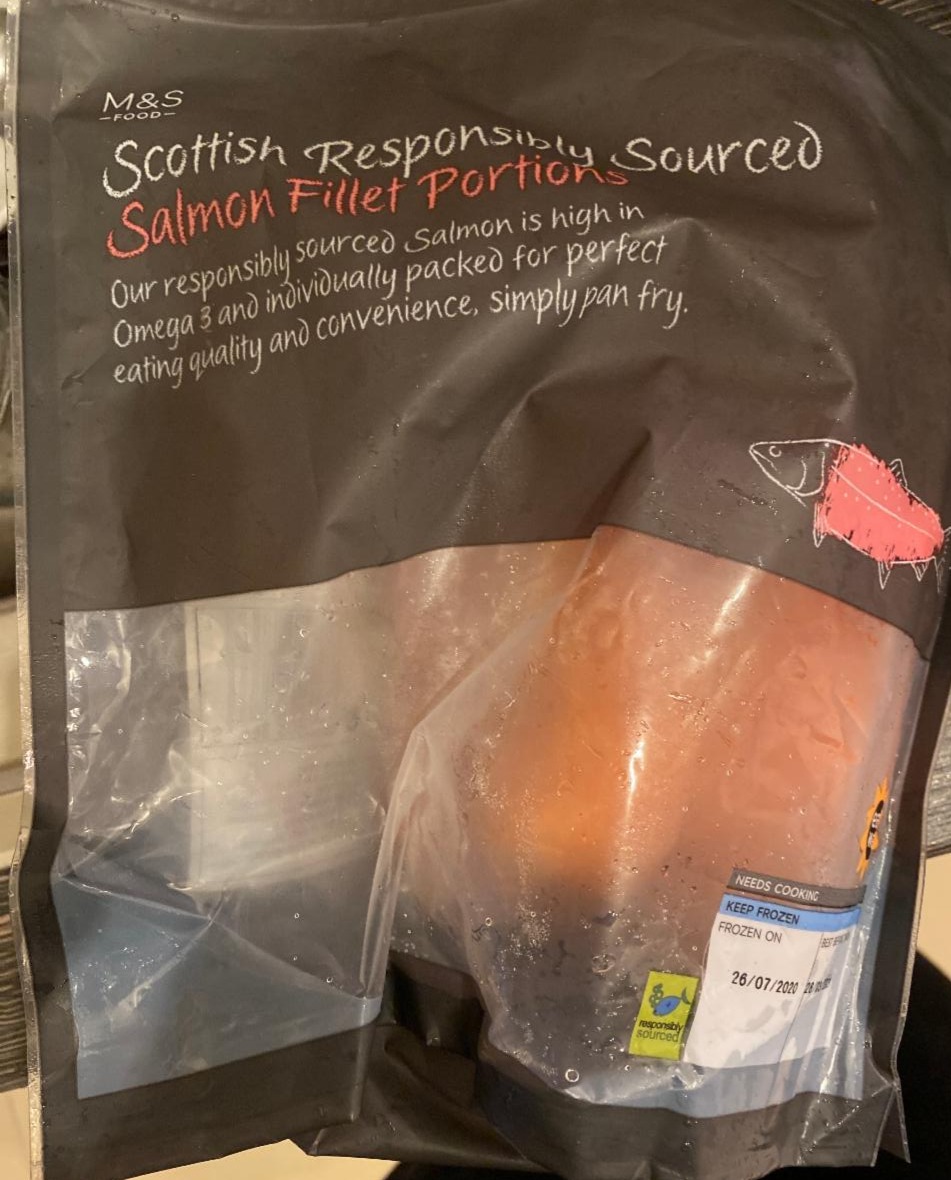 M&S
FOOD
Scottish Responsibly Sourced
Salmon Fillet Portions
Our responsibly sourced Salmon is high in
Omega 3 and individually packed for perfect
eating quality and convenience, simply pan fry.
NEEDS COOKING
KEEP FROZEN
FROZEN ON
26/07/2020
responsibly
sourced